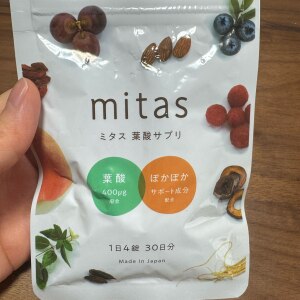 mitas
ミタス 葉酸サプリ
葉酸
400μg
配合
ぽかぽか
サポート成分
配合
1日4錠 30日分
Made In Japan